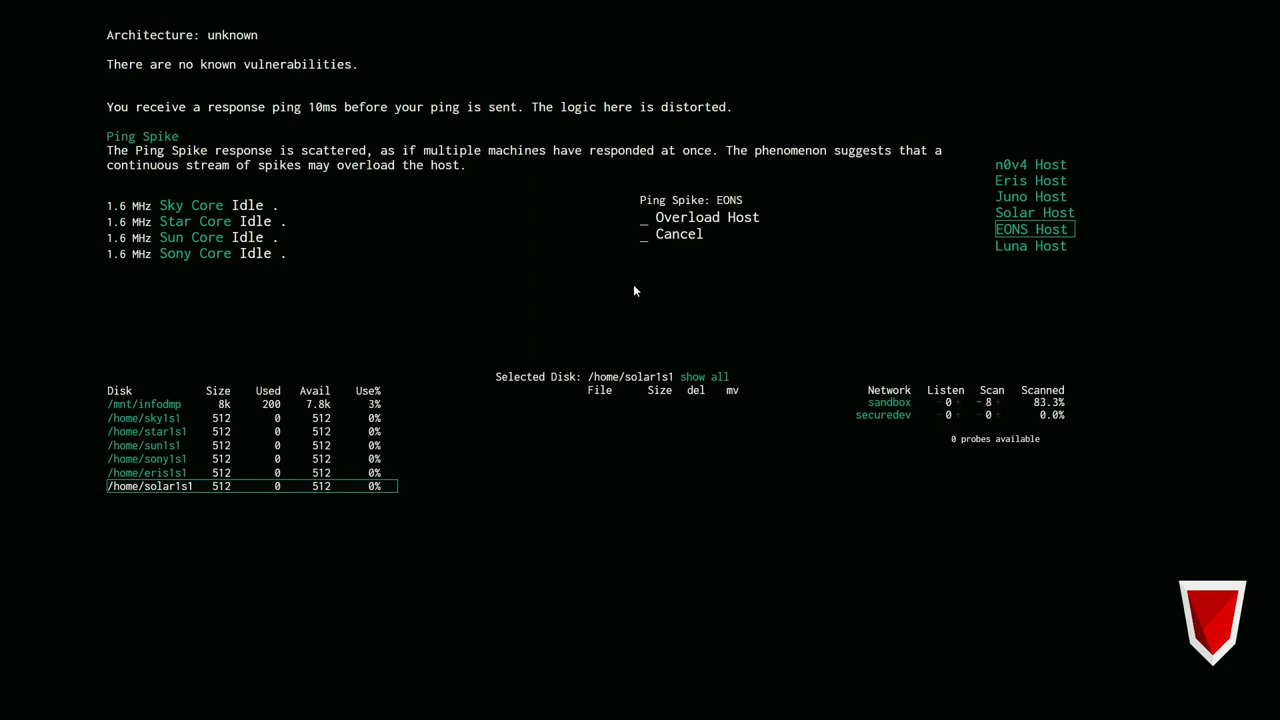 Architecture: unknown
There are no known vulnerabilities.
You receive a response ping 10ms before your ping is sent. The logic here is distorted.
Ping Spike
The Ping Spike response is scattered, as if multiple machines have responded at once. The phenomenon suggests that a
continuous stream of spikes may overload the host.
1.6 MHz Sky Core Idle .
1.6 MHz Star Core Idle .
1.6 MHz Sun Core Idle .
1.6 MHz Sony Core Idle .
Ping Spike: EONS
_ Overload Host
_ Cancel
n0v4 Host
Eris Host
Juno Host
Solar Host
EONS Host
Luna Host
Disk Size Used Avail Use%
/mnt/infodmp 8k 200 7.8k 3%
/home/sky1s1 512 0 512 0%
/home/star1s1 512 0 512 0%
/home/sun1s1 512 0 512 0%
/home/sony1s1 512 0 512 0%
/home/eris1s1 512 0 512 0%
/home/solar1s1 512 0 512 0%
Selected Disk: /home/solar1s1 show all
File Size del mv
Network Listen Scan Scanned
sandbox - 0 + - 8 + 83.3%
securedev - 0 + - 0 + 0.0%
0 probes available